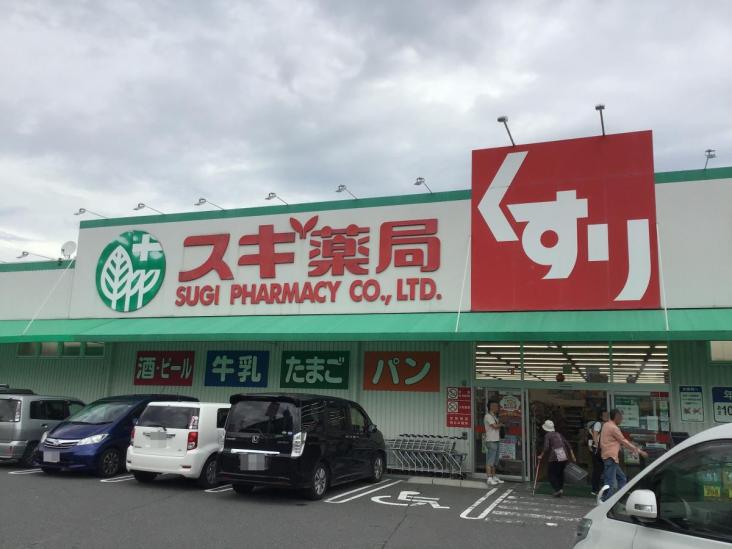 スギ薬局
SUGI PHARMACY CO., LTD.
くすり
酒・ビール
牛乳
たまご
パン